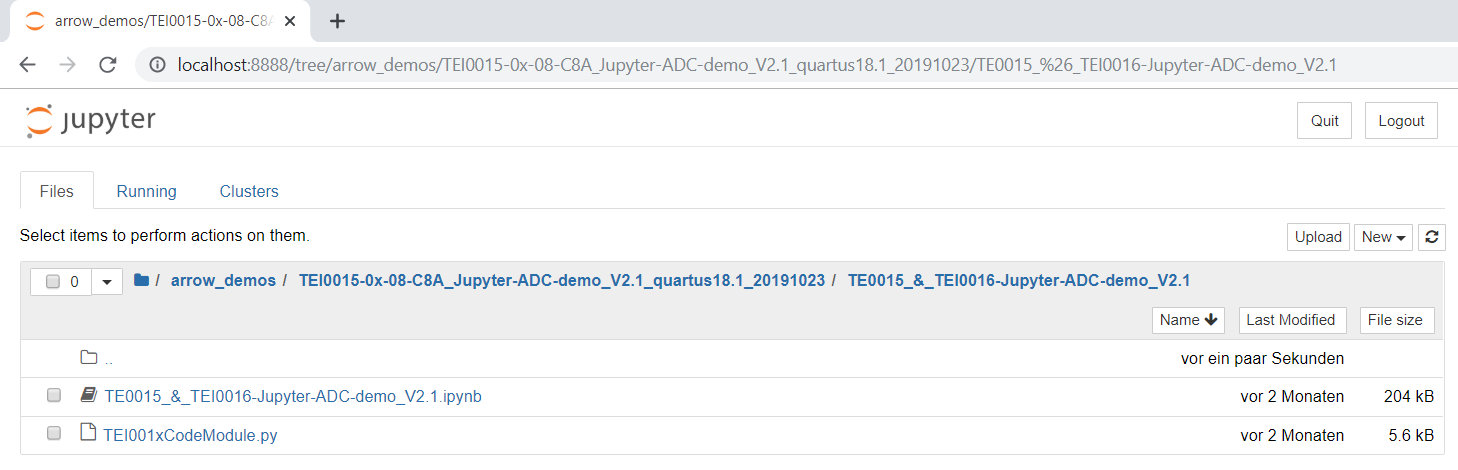 arrow_demos/TEI0015-0x-08-C8A
localhost:8888/tree/arrow_demos/TEI0015-0x-08-C8A_Jupyter-ADC-demo_V2.1_quartus18.1_20191023/TE0015_%26_TEI0016-Jupyter-ADC-demo_V2.1
jupyter Quit Logout
Files Running Clusters
Select items to perform actions on them. Upload New
0 / arrow_demos / TEI0015-0x-08-C8A_Jupyter-ADC-demo_V2.1_quartus18.1_20191023 / TE0015_&_TEI0016-Jupyter-ADC-demo_V2.1
Name Last Modified File size
.. vor ein paar Sekunden
TE0015_&_TEI0016-Jupyter-ADC-demo_V2.1.ipynb vor 2 Monaten 204 kB
TEI001xCodeModule.py vor 2 Monaten 5.6 kB